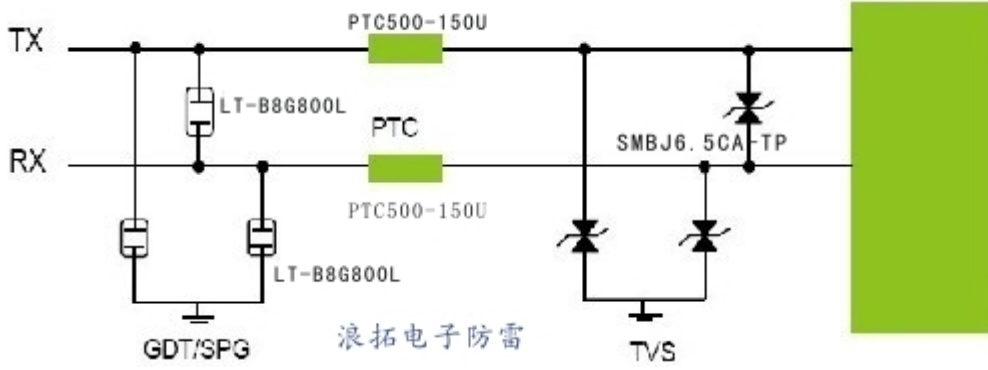 PTC500-150U
TX
LT-B8G800L
PTC
SMBJ6.5CA-TP
RX
PTC500-150U
LT-B8G800L
浪拓电子防雷
GDT/SPG
TVS